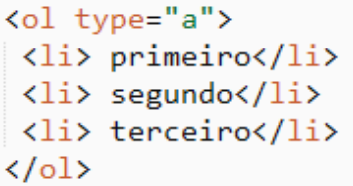 <ol type="a">
<li> primeiro</li>
<li> segundo</li>
<li> terceiro</li>
</ol>